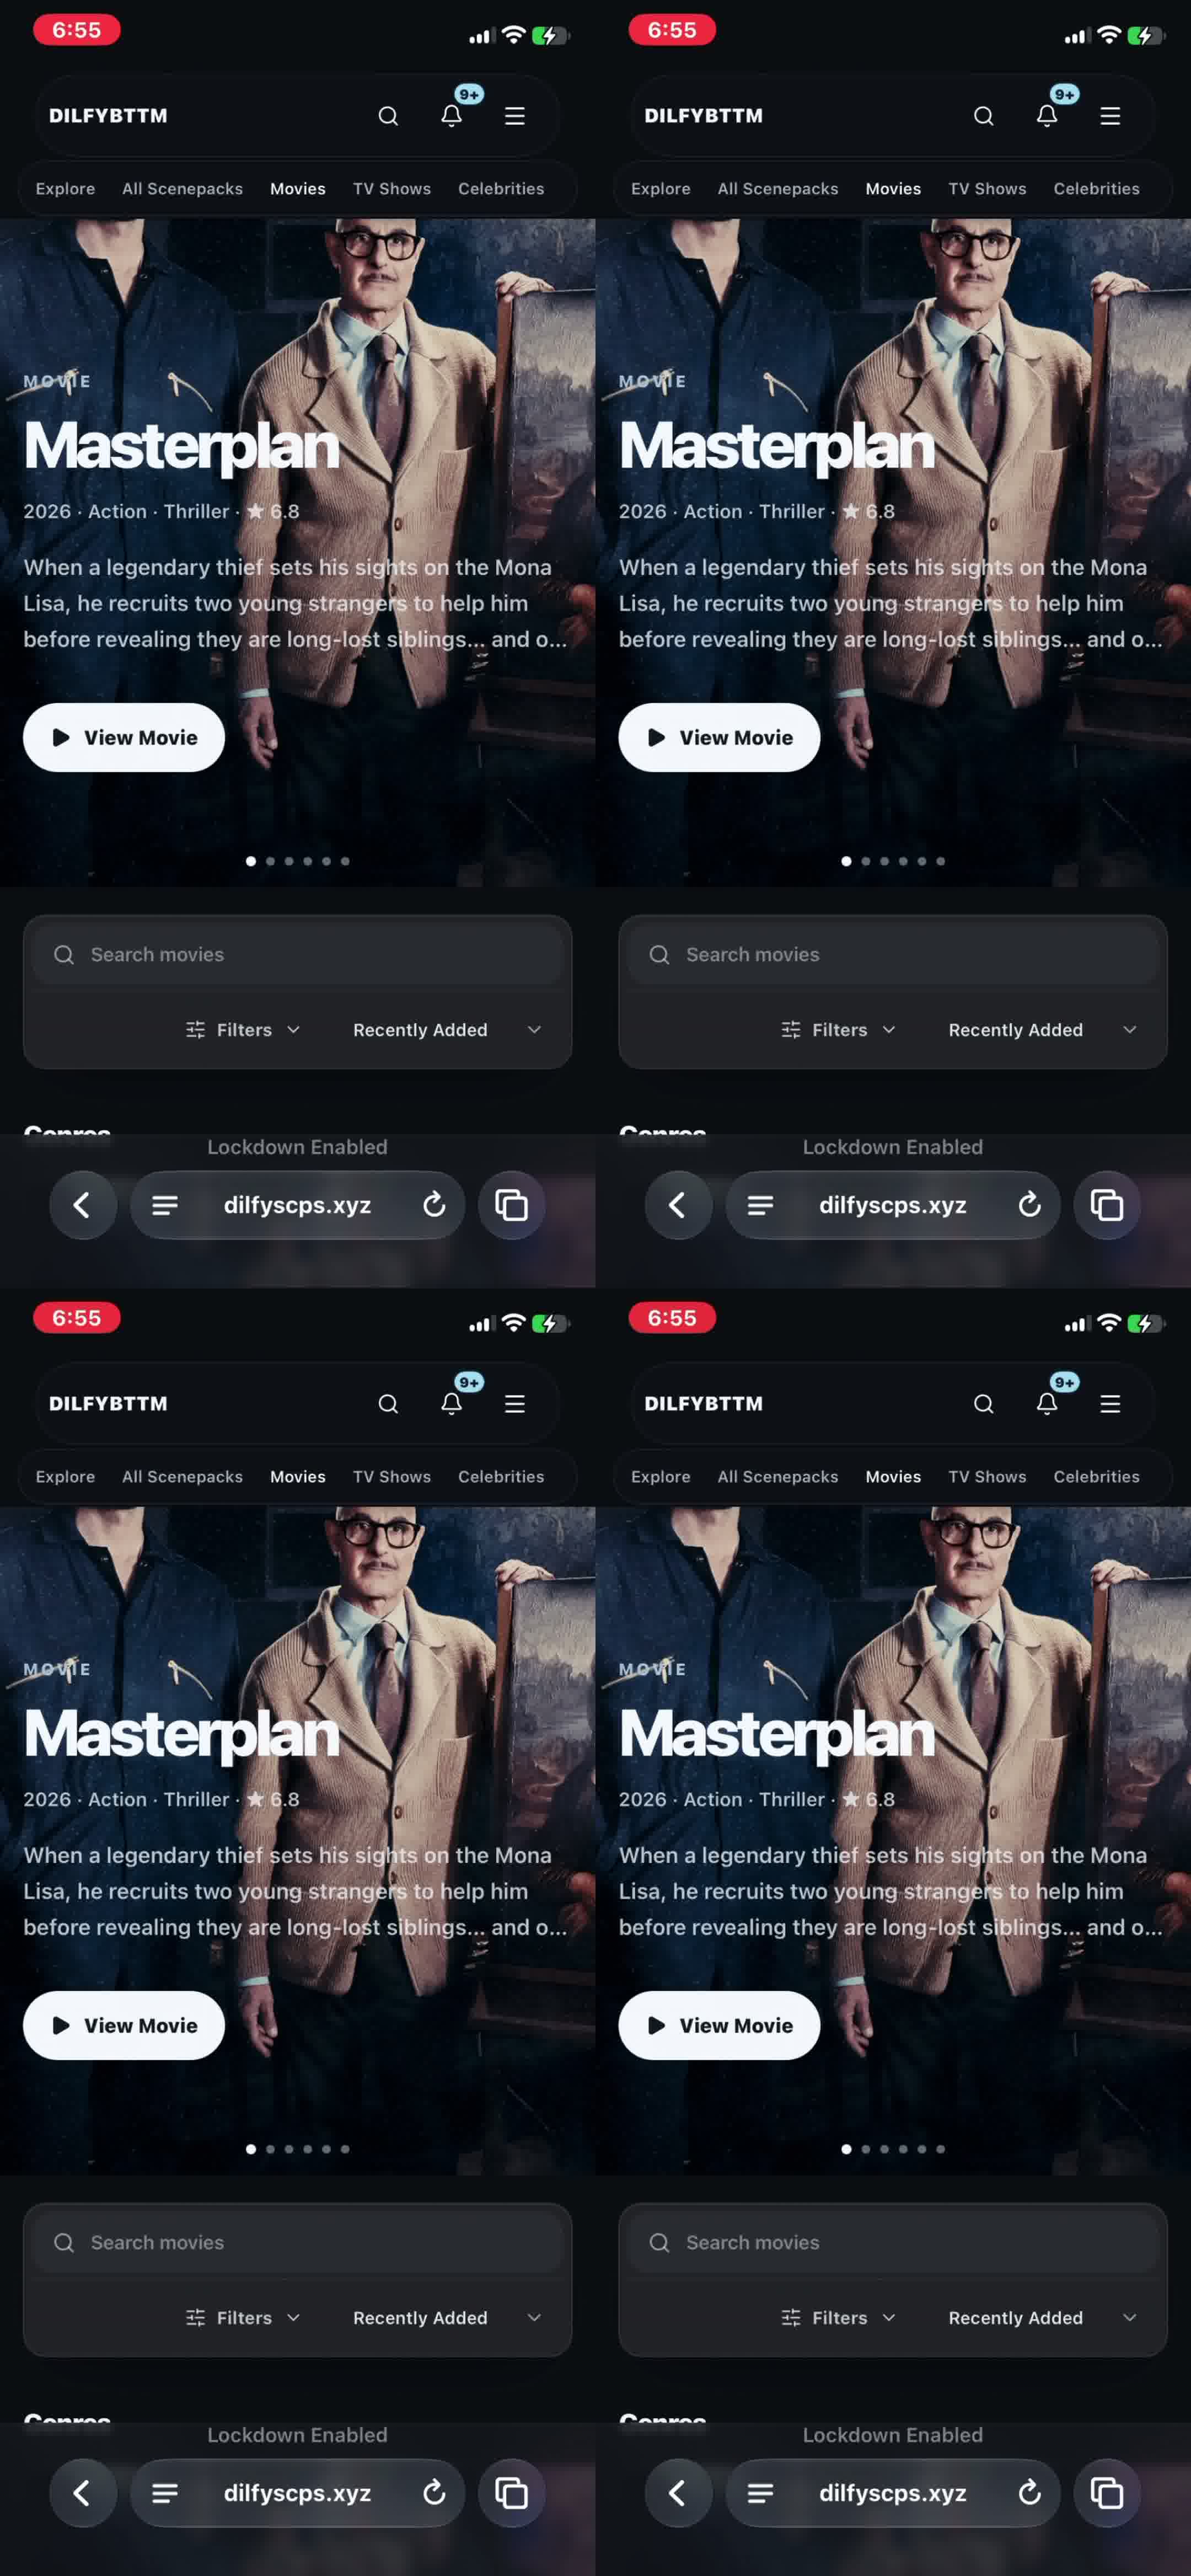 6:55
DILFYBTTM
9+
Explore All Scenepacks Movies TV Shows Celebrities
MOVIE
Masterplan
2026 · Action · Thriller · ★ 6.8
When a legendary thief sets his sights on the Mona
Lisa, he recruits two young strangers to help him
before revealing they are long-lost siblings... and o...
View Movie
Search movies
Filters Recently Added
Genres
Lockdown Enabled
dilfyscps.xyz
6:55
DILFYBTTM
9+
Explore All Scenepacks Movies TV Shows Celebrities
MOVIE
Masterplan
2026 · Action · Thriller · ★ 6.8
When a legendary thief sets his sights on the Mona
Lisa, he recruits two young strangers to help him
before revealing they are long-lost siblings... and o...
View Movie
Search movies
Filters Recently Added
Genres
Lockdown Enabled
dilfyscps.xyz
6:55
DILFYBTTM
9+
Explore All Scenepacks Movies TV Shows Celebrities
MOVIE
Masterplan
2026 · Action · Thriller · ★ 6.8
When a legendary thief sets his sights on the Mona
Lisa, he recruits two young strangers to help him
before revealing they are long-lost siblings... and o...
View Movie
Search movies
Filters Recently Added
Genres
Lockdown Enabled
dilfyscps.xyz
6:55
DILFYBTTM
9+
Explore All Scenepacks Movies TV Shows Celebrities
MOVIE
Masterplan
2026 · Action · Thriller · ★ 6.8
When a legendary thief sets his sights on the Mona
Lisa, he recruits two young strangers to help him
before revealing they are long-lost siblings... and o...
View Movie
Search movies
Filters Recently Added
Genres
Lockdown Enabled
dilfyscps.xyz